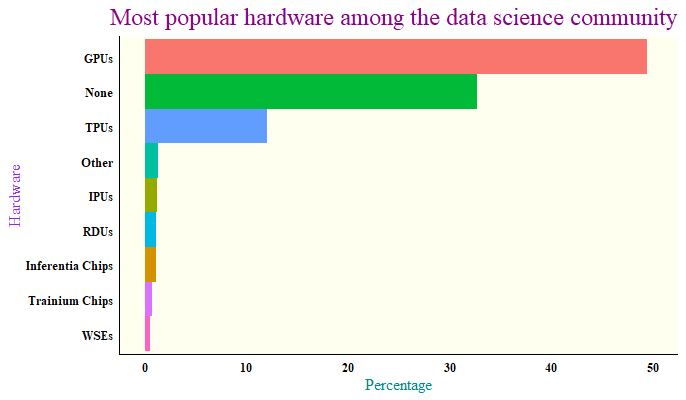 Most popular hardware among the data science community
Hardware
GPUs
None
TPUs
Other
IPUs
RDUs
Inferentia Chips
Trainium Chips
WSEs
0 10 20 30 40 50
Percentage